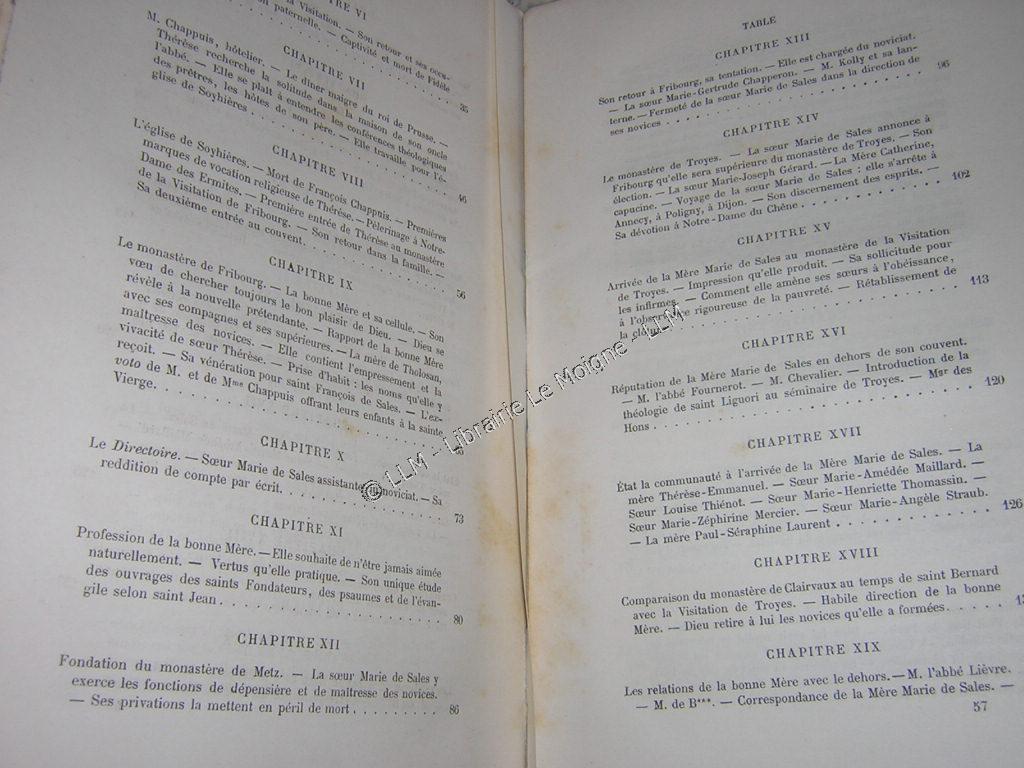 RE VI
la Visitation. — Son retour et ses occu-
on paternelle. — Captivité et mort de Fidèle
35
CHAPITRE VII
M. Chappuis, hôtelier. — Le dîner maigre du roi de Prusse. —
Thérèse recherche la solitude dans la maison de son oncle
l'abbé. — Elle se plaît à entendre les conférences théologiques
des prêtres, les hôtes de son père. — Elle travaille pour l'é-
glise de Soyhières. 46
CHAPITRE VIII
L'église de Soyhières. — Mort de François Chappuis. — Premières
marques de vocation religieuse de Thérèse. — Pèlerinage à Notre-
Dame des Ermites. — Première entrée de Thérèse au monastère
de la Visitation de Fribourg. — Son retour dans la famille. —
Sa deuxième entrée au couvent. 56
CHAPITRE IX
Le monastère de Fribourg. — La bonne Mère et sa cellule. — Son
vœu de chercher toujours le bon plaisir de Dieu. — Dieu se
révèle à la nouvelle prétendante. — Rapport de la bonne Mère
avec ses compagnes et ses supérieures. — La mère de Tholosan,
maîtresse des novices. — Elle contient l'empressement et la
vivacité de sœur Thérèse. — Prise d'habit : les noms qu'elle y
reçoit. — Sa vénération pour saint François de Sales. — L'ex-
voto de M. et de Mme Chappuis offrant leurs enfants à la sainte
Vierge.
CHAPITRE X
Le Directoire. — Sœur Marie de Sales assistante au noviciat. — Sa
reddition de compte par écrit. 73
CHAPITRE XI
Profession de la bonne Mère. — Elle souhaite de n'être jamais aimée
naturellement. — Vertus qu'elle pratique. — Son unique étude
des ouvrages des saints Fondateurs, des psaumes et de l'évan-
gile selon saint Jean. 80
CHAPITRE XII
Fondation du monastère de Metz. — La sœur Marie de Sales y
exerce les fonctions de dépensière et de maîtresse des novices.
— Ses privations la mettent en péril de mort. 86
TABLE
CHAPITRE XIII
Son retour à Fribourg, sa tentation. — Elle est chargée du noviciat.
— La sœur Marie-Gertrude Chapperon. — M. Kolly et sa lan-
terne. — Fermeté de la sœur Marie de Sales dans la direction de
ses novices. 96
CHAPITRE XIV
Le monastère de Troyes. — La sœur Marie de Sales annonce à
Fribourg qu'elle sera supérieure du monastère de Troyes. — Son
élection. — La sœur Marie-Joseph Gérard. — La Mère Catherine,
capucine. — Voyage de la sœur Marie de Sales : elle s'arrête à
Annecy, à Poligny, à Dijon. — Son discernement des esprits. —
Sa dévotion à Notre-Dame du Chêne. 102
CHAPITRE XV
Arrivée de la Mère Marie de Sales au monastère de la Visitation
de Troyes. — Impression qu'elle produit. — Sa sollicitude pour
les infirmes. — Comment elle amène ses sœurs à l'obéissance,
à l'observance rigoureuse de la pauvreté. — Rétablissement de
la clôture. 113
CHAPITRE XVI
Réputation de la Mère Marie de Sales en dehors de son couvent.
— M. l'abbé Fournerot. — M. Chevalier. — Introduction de la
théologie de saint Liguori au séminaire de Troyes. — Mgr des
Hons. 120
CHAPITRE XVII
État la communauté à l'arrivée de la Mère Marie de Sales. — La
mère Thérèse-Emmanuel. — Sœur Marie-Amédée Maillard. —
Sœur Louise Thiénot. — Sœur Marie-Henriette Thomassin. —
Sœur Marie-Zéphirine Mercier. — Sœur Marie-Angèle Straub.
— La mère Paul-Séraphine Laurent. 126
CHAPITRE XVIII
Comparaison du monastère de Clairvaux au temps de saint Bernard
avec la Visitation de Troyes. — Habile direction de la bonne
Mère. — Dieu retire à lui les novices qu'elle a formées.
CHAPITRE XIX
Les relations de la bonne Mère avec le dehors. — M. l'abbé Lièvre.
— M. de B***. — Correspondance de la Mère Marie de Sales. —
57
© LLM - Librairie Le Moigne - LLM